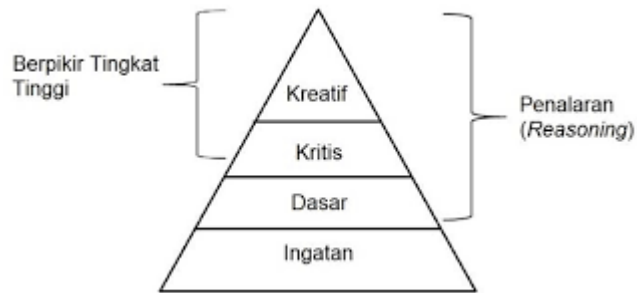 Berpikir Tingkat
Tinggi
Kreatif
Kritis
Dasar
Ingatan
Penalaran
(Reasoning)